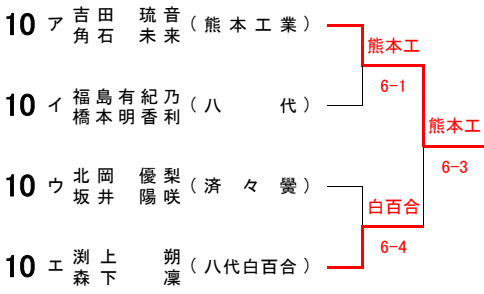 10 ア 吉田 琉音 (熊本工業)
角石 未来
熊本工
6-1
10 イ 福島有紀乃 (八代)
橋本明香利
熊本工
6-3
10 ウ 北岡 優梨 (済々黌)
坂井 陽咲
白百合
6-4
10 エ 渕上 朔 (八代白百合)
森下 凜